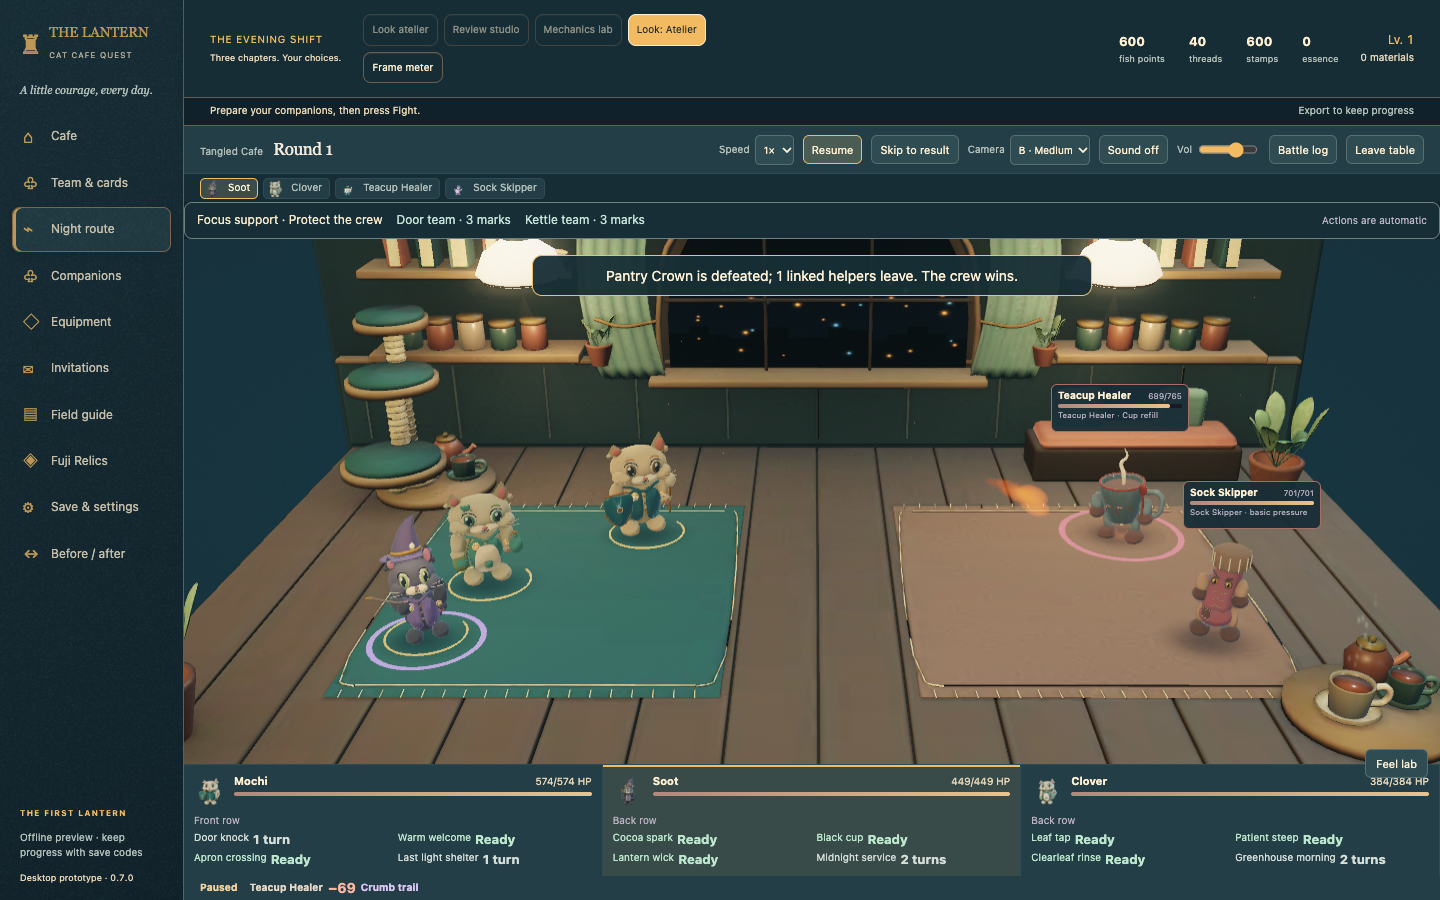 THE LANTERN
CAT CAFE QUEST
A little courage, every day.
Cafe
Team & cards
Night route
Companions
Equipment
Invitations
Field guide
Fuji Relics
Save & settings
Before / after
THE FIRST LANTERN
Offline preview · keep
progress with save codes
Desktop prototype · 0.7.0
THE EVENING SHIFT
Three chapters. Your choices.
Look atelier
Review studio
Mechanics lab
Look: Atelier
Frame meter
600
fish points
40
threads
600
stamps
0
essence
Lv. 1
0 materials
Prepare your companions, then press Fight.
Export to keep progress
Tangled Cafe Round 1
Speed 1x Resume Skip to result Camera B · Medium Sound off Vol Battle log Leave table
Soot Clover Teacup Healer Sock Skipper
Focus support · Protect the crew Door team · 3 marks Kettle team · 3 marks
Actions are automatic
Pantry Crown is defeated; 1 linked helpers leave. The crew wins.
Teacup Healer 689/765
Teacup Healer · Cup refill
Sock Skipper 701/701
Sock Skipper · basic pressure
Feel lab
Mochi 574/574 HP
Front row
Door knock 1 turn Warm welcome Ready
Apron crossing Ready Last light shelter 1 turn
Soot 449/449 HP
Back row
Cocoa spark Ready Black cup Ready
Lantern wick Ready Midnight service 2 turns
Clover 384/384 HP
Back row
Leaf tap Ready Patient steep Ready
Clearleaf rinse Ready Greenhouse morning 2 turns
Paused Teacup Healer −69 Crumb trail